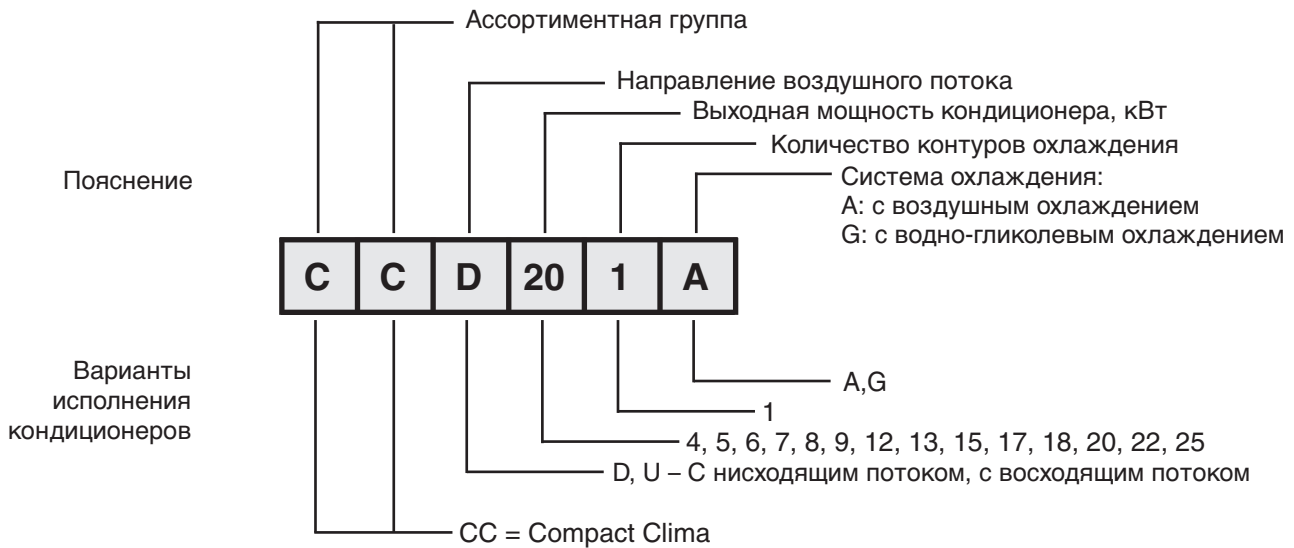 Ассортиментная группа
Направление воздушного потока
Выходная мощность кондиционера, кВт
Количество контуров охлаждения
Пояснение
Система охлаждения:
А: с воздушным охлаждением
G: с водно-гликолевым охлаждением
C C D 20 1 A
Варианты
исполнения
кондиционеров
A,G
1
4, 5, 6, 7, 8, 9, 12, 13, 15, 17, 18, 20, 22, 25
D, U – С нисходящим потоком, с восходящим потоком
CC = Compact Clima